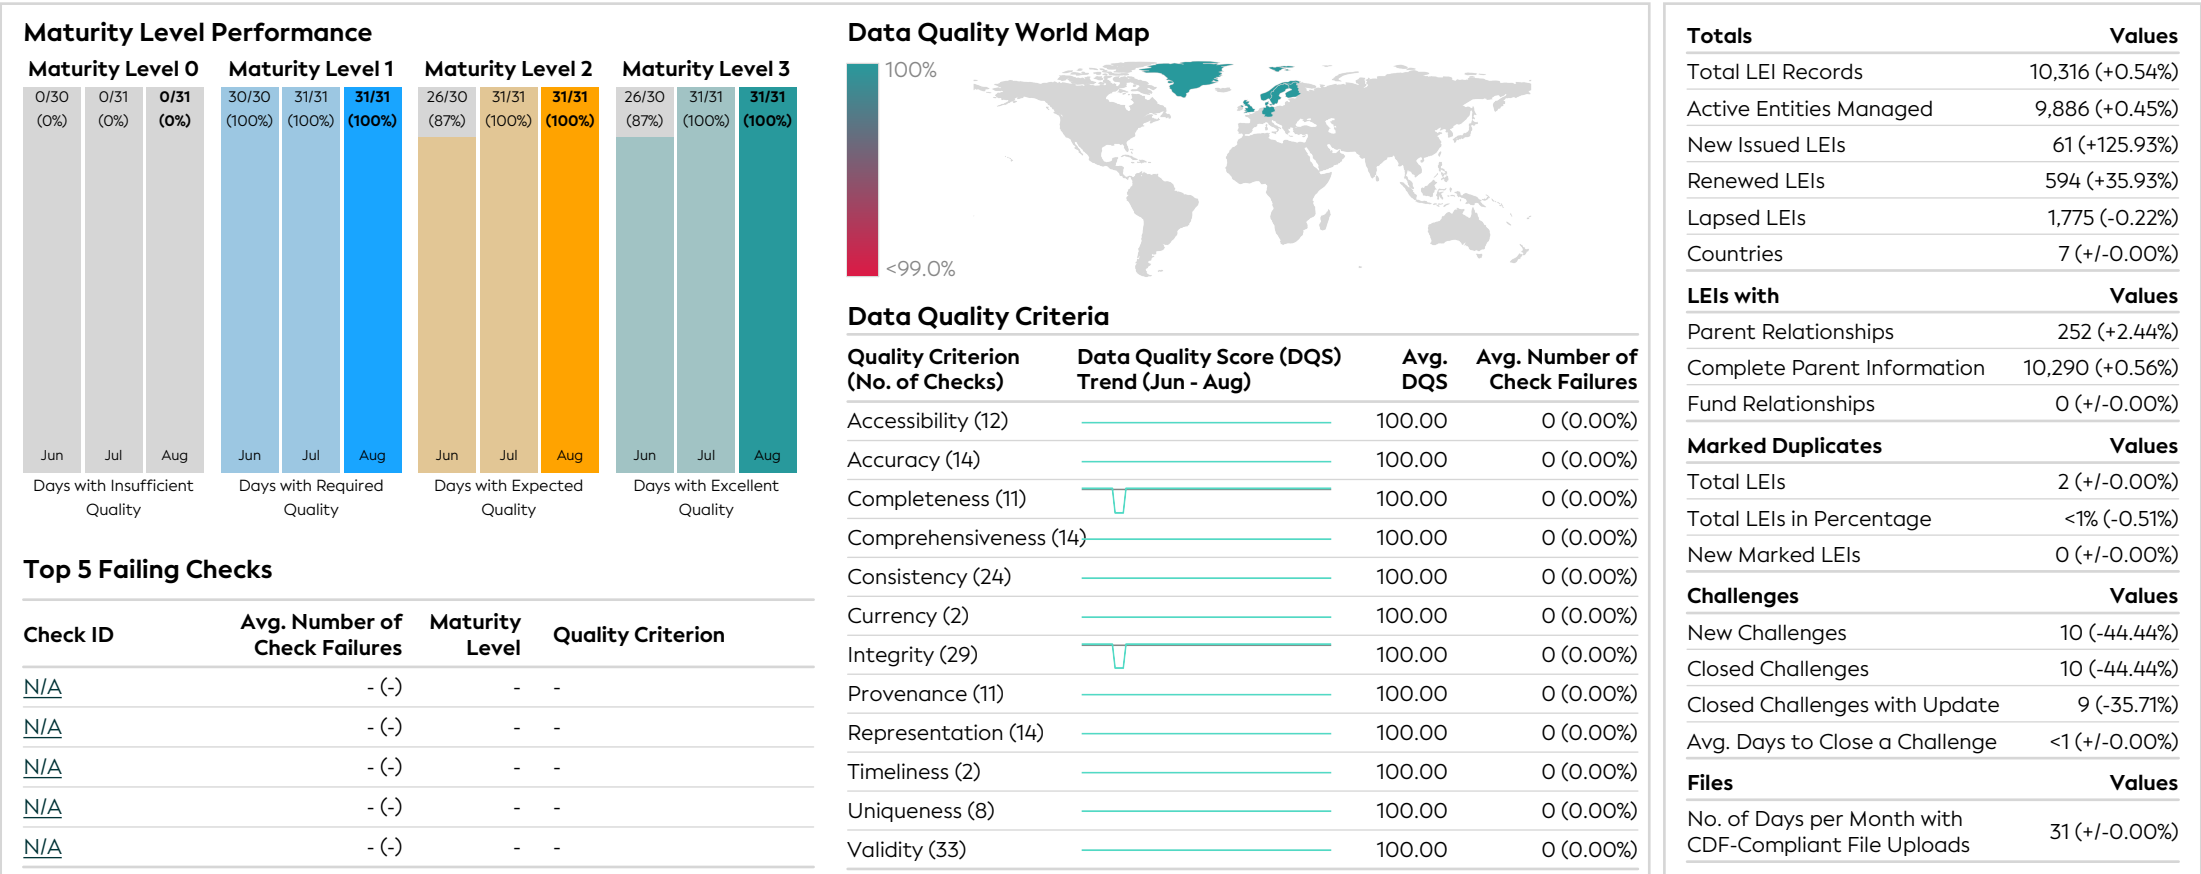 Maturity Level Performance
Maturity Level 0
Maturity Level 1
Maturity Level 2
Maturity Level 3
0/30 0/31 0/31
(0%) (0%) (0%)
30/30 31/31 31/31
(100%) (100%) (100%)
26/30 31/31 31/31
(87%) (100%) (100%)
26/30 31/31 31/31
(87%) (100%) (100%)
Jun Jul Aug
Jun Jul Aug
Jun Jul Aug
Jun Jul Aug
Days with Insufficient
Quality
Days with Required
Quality
Days with Expected
Quality
Days with Excellent
Quality
Top 5 Failing Checks
Check ID Avg. Number of Check Failures Maturity Level Quality Criterion
N/A - (-) - -
N/A - (-) - -
N/A - (-) - -
N/A - (-) - -
N/A - (-) - -
Data Quality World Map
100%
<99.0%
Data Quality Criteria
Quality Criterion (No. of Checks) Data Quality Score (DQS) Trend (Jun - Aug) Avg. DQS Avg. Number of Check Failures
Accessibility (12) 100.00 0 (0.00%)
Accuracy (14) 100.00 0 (0.00%)
Completeness (11) 100.00 0 (0.00%)
Comprehensiveness (14) 100.00 0 (0.00%)
Consistency (24) 100.00 0 (0.00%)
Currency (2) 100.00 0 (0.00%)
Integrity (29) 100.00 0 (0.00%)
Provenance (11) 100.00 0 (0.00%)
Representation (14) 100.00 0 (0.00%)
Timeliness (2) 100.00 0 (0.00%)
Uniqueness (8) 100.00 0 (0.00%)
Validity (33) 100.00 0 (0.00%)
Totals Values
Total LEI Records 10,316 (+0.54%)
Active Entities Managed 9,886 (+0.45%)
New Issued LEIs 61 (+125.93%)
Renewed LEIs 594 (+35.93%)
Lapsed LEIs 1,775 (-0.22%)
Countries 7 (+/-0.00%)
LEIs with Values
Parent Relationships 252 (+2.44%)
Complete Parent Information 10,290 (+0.56%)
Fund Relationships 0 (+/-0.00%)
Marked Duplicates Values
Total LEIs 2 (+/-0.00%)
Total LEIs in Percentage <1% (-0.51%)
New Marked LEIs 0 (+/-0.00%)
Challenges Values
New Challenges 10 (-44.44%)
Closed Challenges 10 (-44.44%)
Closed Challenges with Update 9 (-35.71%)
Avg. Days to Close a Challenge <1 (+/-0.00%)
Files Values
No. of Days per Month with
CDF-Compliant File Uploads 31 (+/-0.00%)